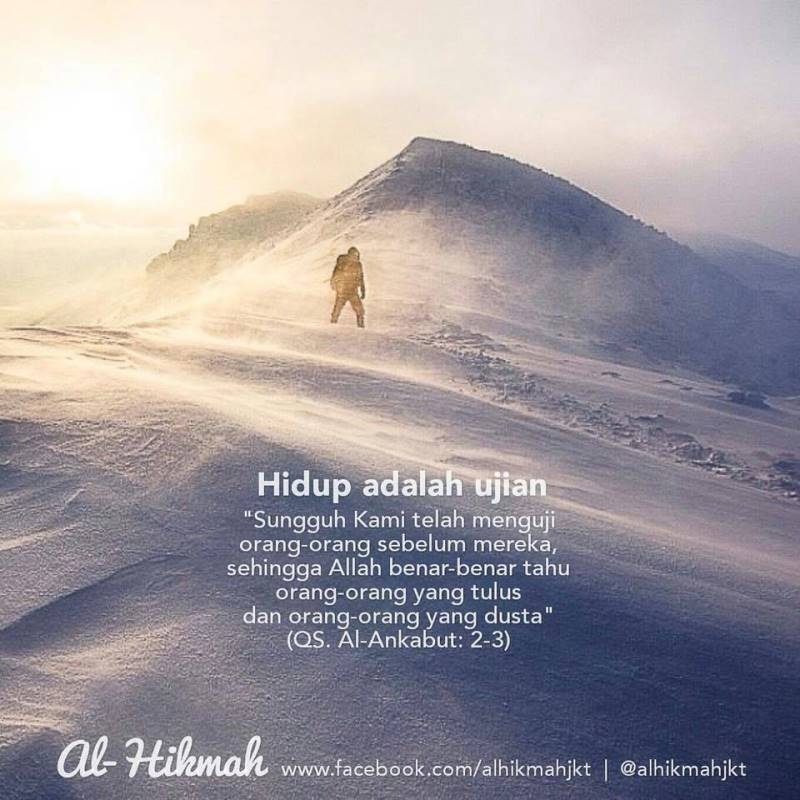 Hidup adalah ujian
"Sungguh Kami telah menguji
orang-orang sebelum mereka,
sehingga Allah benar-benar tahu
orang-orang yang tulus
dan orang-orang yang dusta"
(QS. Al-Ankabut: 2-3)
Al-Hikmah www.facebook.com/alhikmahjkt | @alhikmahjkt